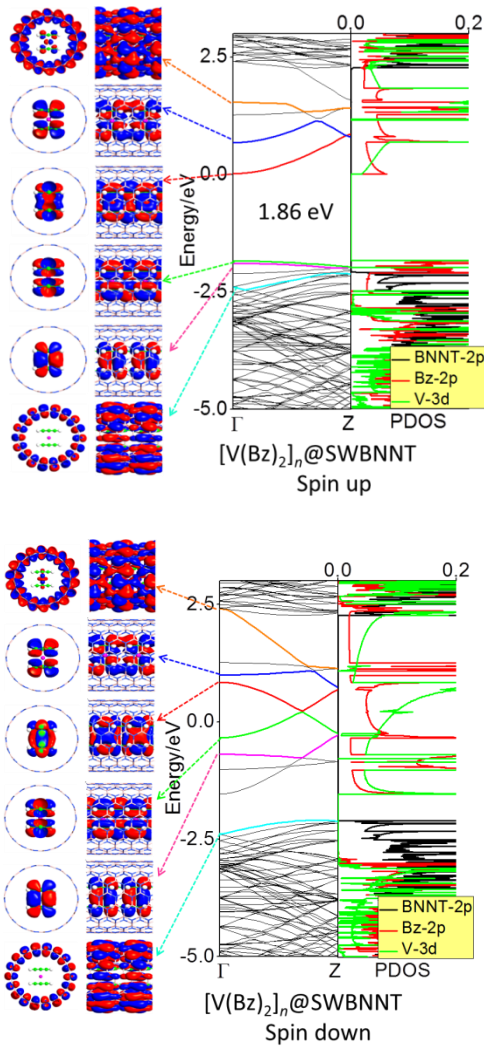 0.0 0.2
2.5
0.0
-2.5
-5.0
Energy/eV
1.86 eV
BNNT-2p
Bz-2p
V-3d
Γ Z PDOS
[V(Bz)₂]ₙ@SWBNNT
Spin up
0.0 0.2
2.5
0.0
-2.5
-5.0
Energy/eV
BNNT-2p
Bz-2p
V-3d
Γ Z PDOS
[V(Bz)₂]ₙ@SWBNNT
Spin down